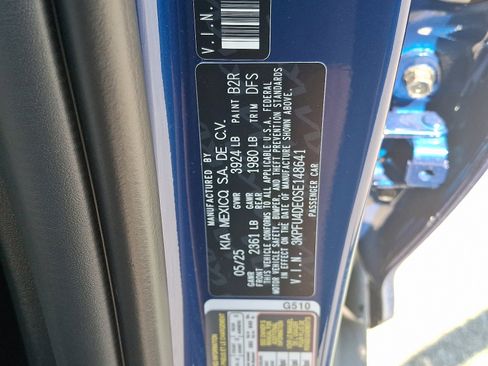 V.I.N.
MANUFACTURED BY
KIA MEXICO S.A. DE C.V.
05/25 GVWR 3924 LB PAINT B2R
GAWR FRONT 2361 LB GAWR REAR 1980 LB TRIM DFS
THIS VEHICLE CONFORMS TO ALL APPLICABLE U.S.A. FEDERAL
MOTOR VEHICLE SAFETY, BUMPER, AND THEFT PREVENTION STANDARDS
IN EFFECT ON THE DATE OF MANUFACTURE SHOWN ABOVE.
V.I.N. 3KPFU4DE0SE148641
PASSENGER CAR
G510